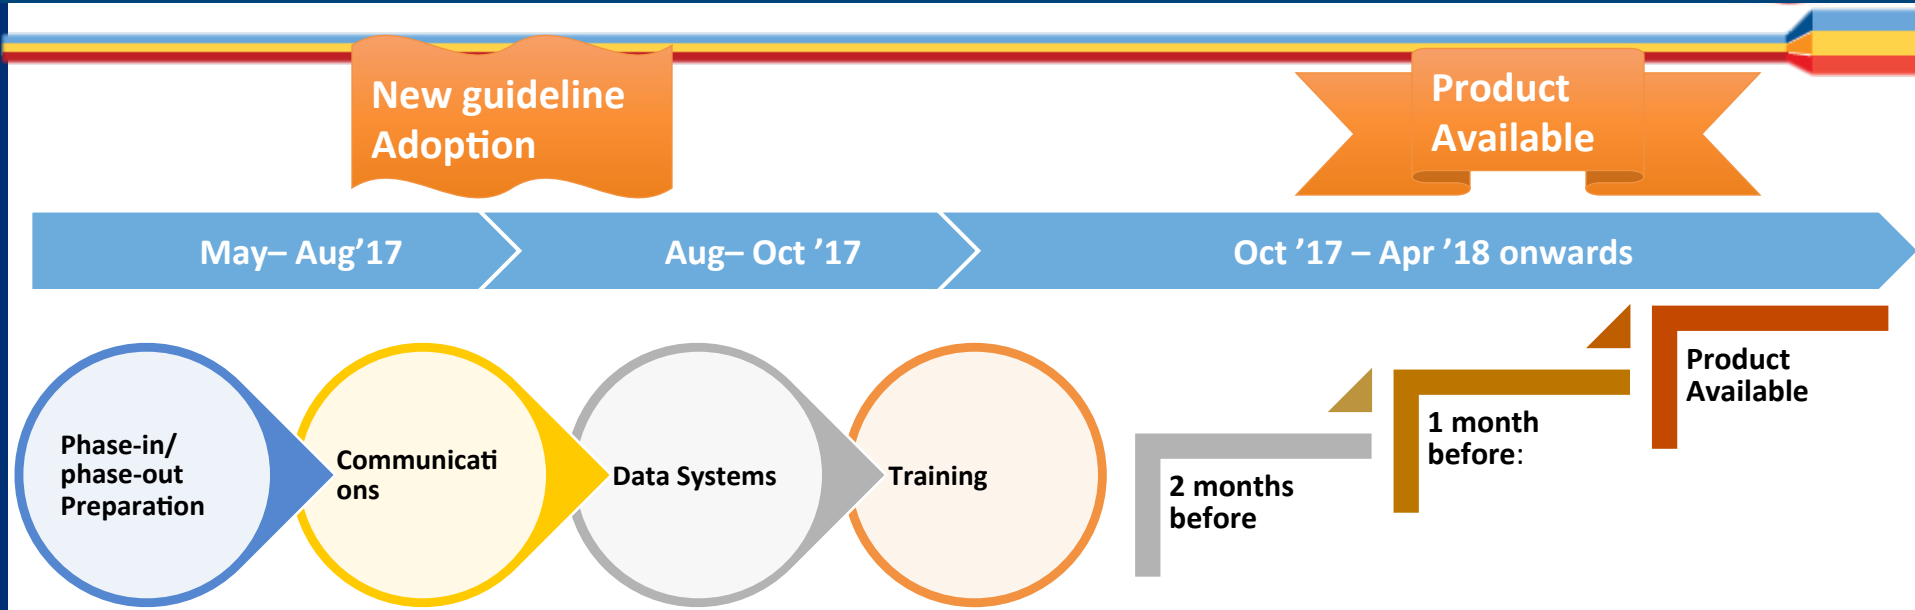 New guideline
Adoption
Product
Available
May– Aug’17
Aug– Oct ’17
Oct ’17 – Apr ’18 onwards
Phase-in/
phase-out
Preparation
Communicati
ons
Data Systems
Training
2 months
before
1 month
before:
Product
Available